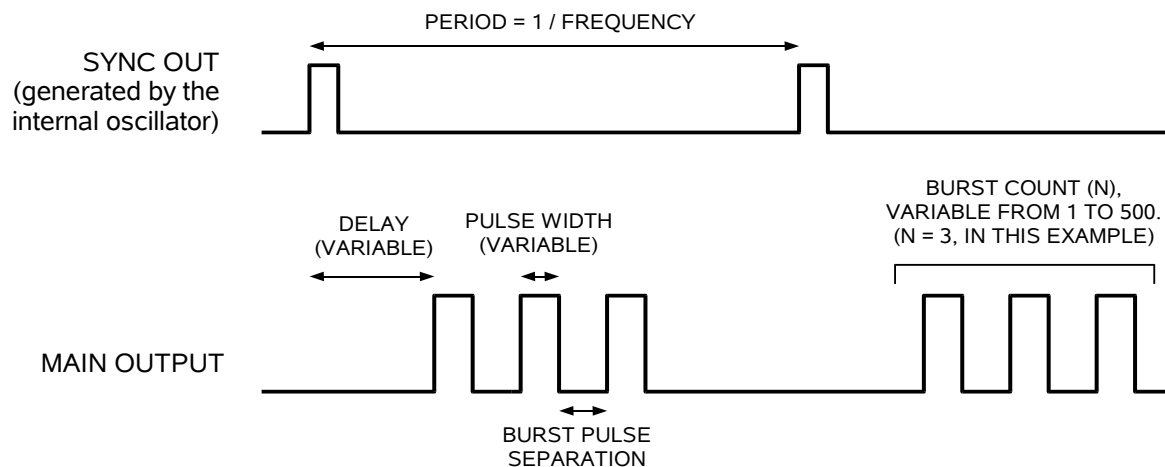 PERIOD = 1 / FREQUENCY
SYNC OUT
(generated by the
internal oscillator)
BURST COUNT (N),
VARIABLE FROM 1 TO 500.
(N = 3, IN THIS EXAMPLE)
DELAY
(VARIABLE)
PULSE WIDTH
(VARIABLE)
MAIN OUTPUT
BURST PULSE
SEPARATION